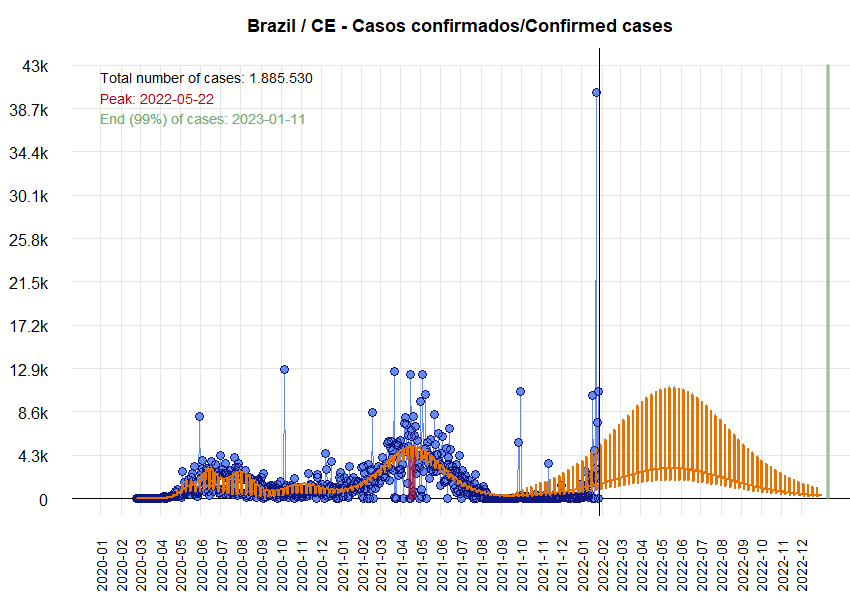 Brazil / CE - Casos confirmados/Confirmed cases
43k
Total number of cases: 1.885.530
Peak: 2022-05-22
End (99%) of cases: 2023-01-11
38.7k
34.4k
30.1k
25.8k
21.5k
17.2k
12.9k
8.6k
4.3k
0
2020-01
2020-02
2020-03
2020-04
2020-05
2020-06
2020-07
2020-08
2020-09
2020-10
2020-11
2020-12
2021-01
2021-02
2021-03
2021-04
2021-05
2021-06
2021-07
2021-08
2021-09
2021-10
2021-11
2021-12
2022-01
2022-02
2022-03
2022-04
2022-05
2022-06
2022-07
2022-08
2022-09
2022-10
2022-11
2022-12